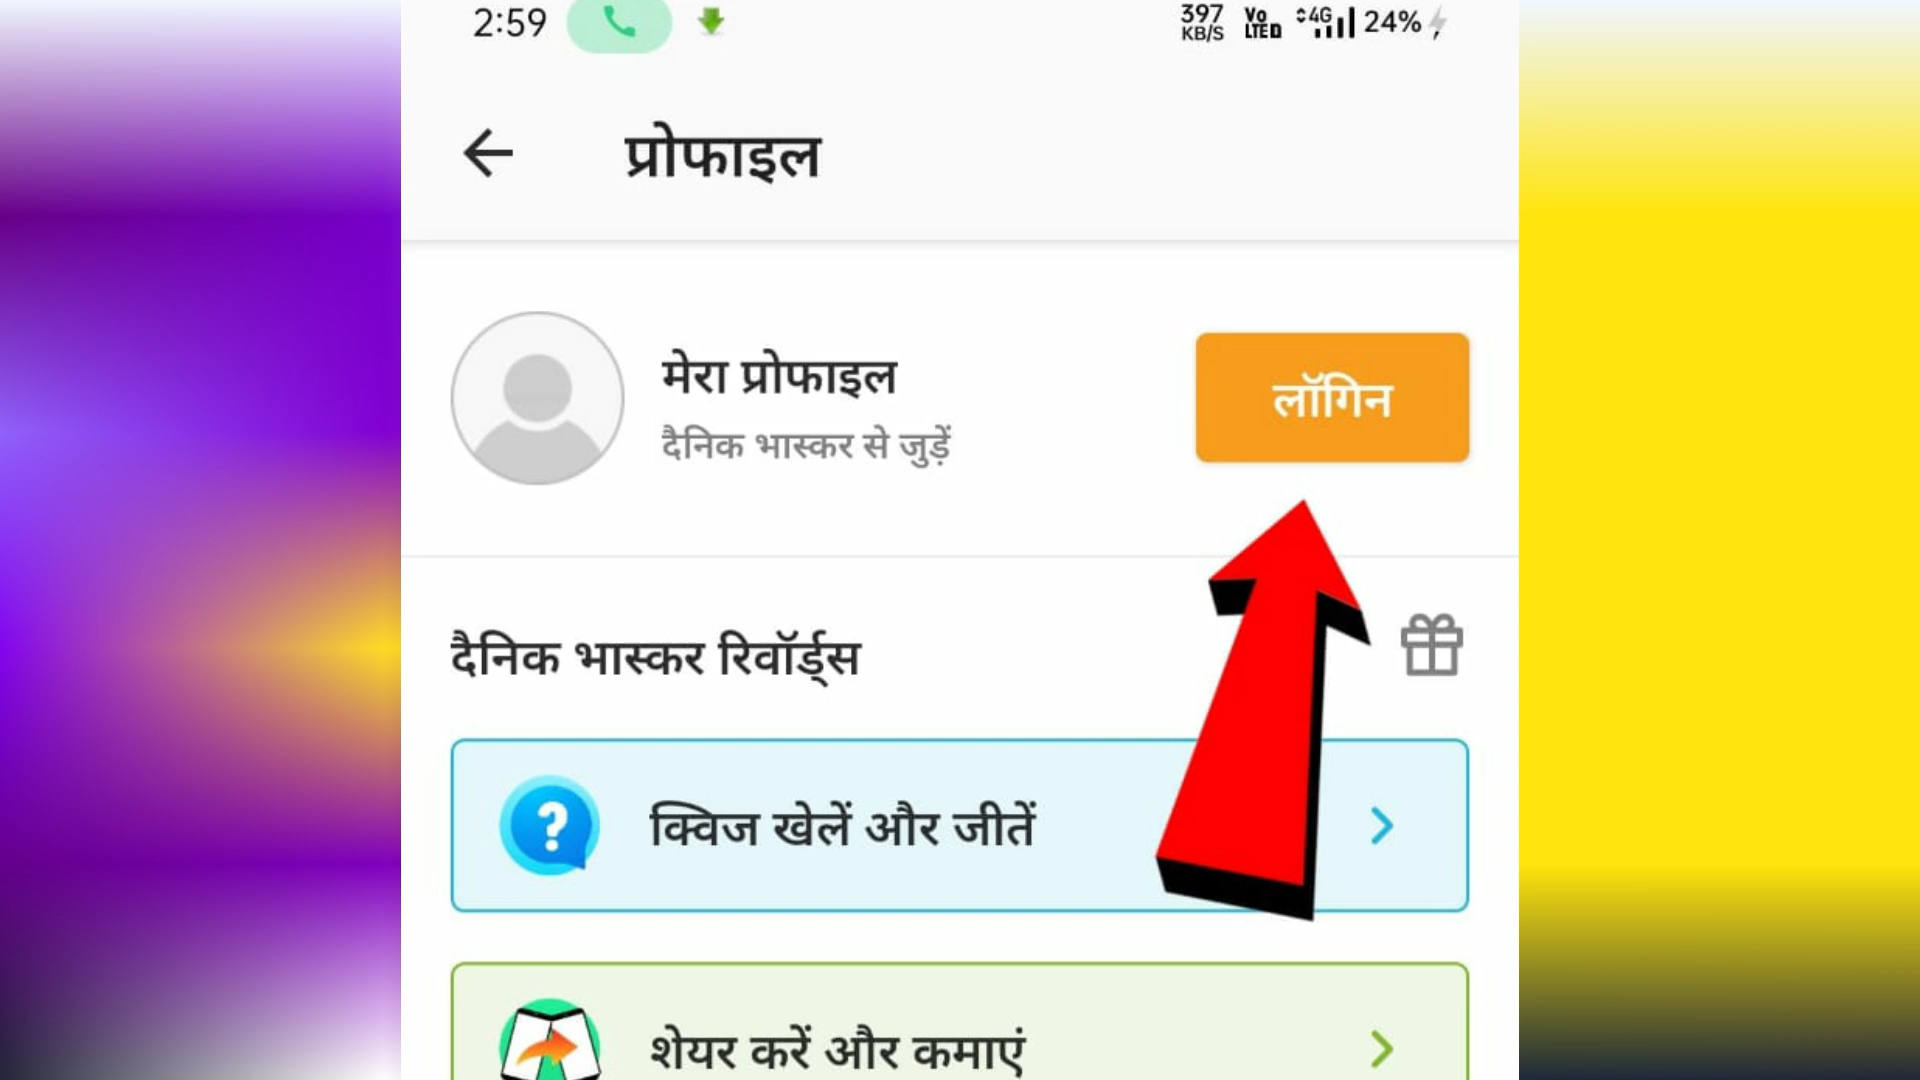 2:59 397 KB/S Vo LTE 4G 24%
प्रोफाइल
मेरा प्रोफाइल
दैनिक भास्कर से जुड़ें
लॉगिन
दैनिक भास्कर रिवॉर्ड्स
?
क्विज खेलें और जीतें
शेयर करें और कमाएं